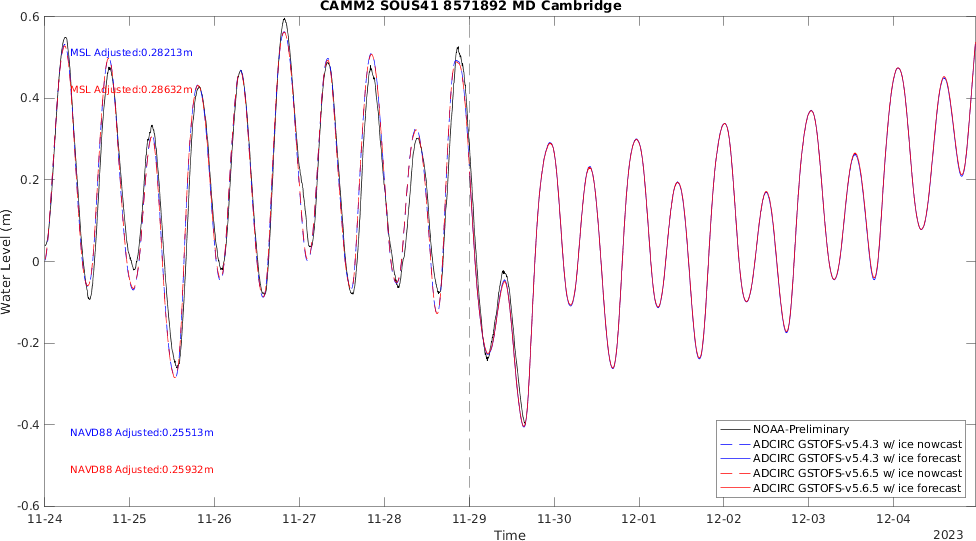 CAMM2 SOUS41 8571892 MD Cambridge
0.6
0.4
0.2
0
-0.2
-0.4
-0.6
Water Level (m)
MSL Adjusted:0.28213m
MSL Adjusted:0.28632m
NAVD88 Adjusted:0.25513m
NAVD88 Adjusted:0.25932m
NOAA-Preliminary
ADCIRC GSTOFS-v5.4.3 w/ ice nowcast
ADCIRC GSTOFS-v5.4.3 w/ ice forecast
ADCIRC GSTOFS-v5.6.5 w/ ice nowcast
ADCIRC GSTOFS-v5.6.5 w/ ice forecast
11-24 11-25 11-26 11-27 11-28 11-29 11-30 12-01 12-02 12-03 12-04
Time
2023